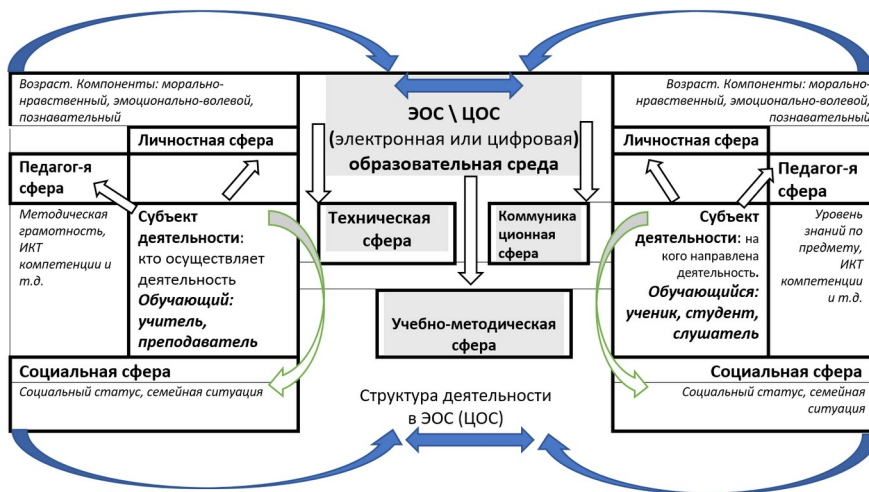 Возраст. Компоненты: морально-
нравственный, эмоционально-волевой,
познавательный
Личностная сфера
Педагог-я
сфера
Методическая
грамотность,
ИКТ
компетенции и
т.д.
Субъект
деятельности:
кто осуществляет
деятельность
Обучающий:
учитель,
преподаватель
Социальная сфера
Социальный статус, семейная ситуация
ЭОС \ ЦОС
(электронная или цифровая)
образовательная среда
Техническая
сфера
Коммуника
ционная
сфера
Учебно-методическая
сфера
Структура деятельности
в ЭОС (ЦОС)
Возраст. Компоненты: морально-
нравственный, эмоционально-волевой,
познавательный
Личностная сфера
Педагог-я
сфера
Субъект
деятельности: на
кого направлена
деятельность.
Обучающийся:
ученик, студент,
слушатель
Уровень
знаний по
предмету,
ИКТ
компетенции
и т.д.
Социальная сфера
Социальный статус, семейная
ситуация